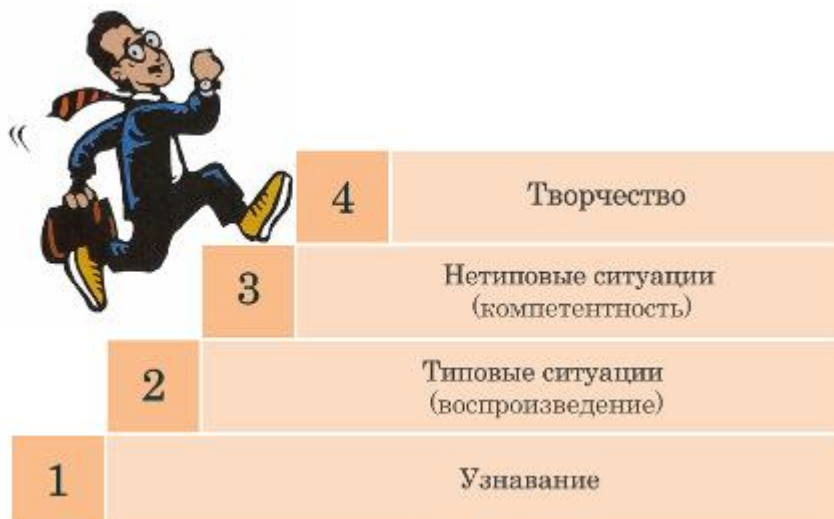 4
Творчество
3
Нетиповые ситуации
(компетентность)
2
Типовые ситуации
(воспроизведение)
1
Узнавание